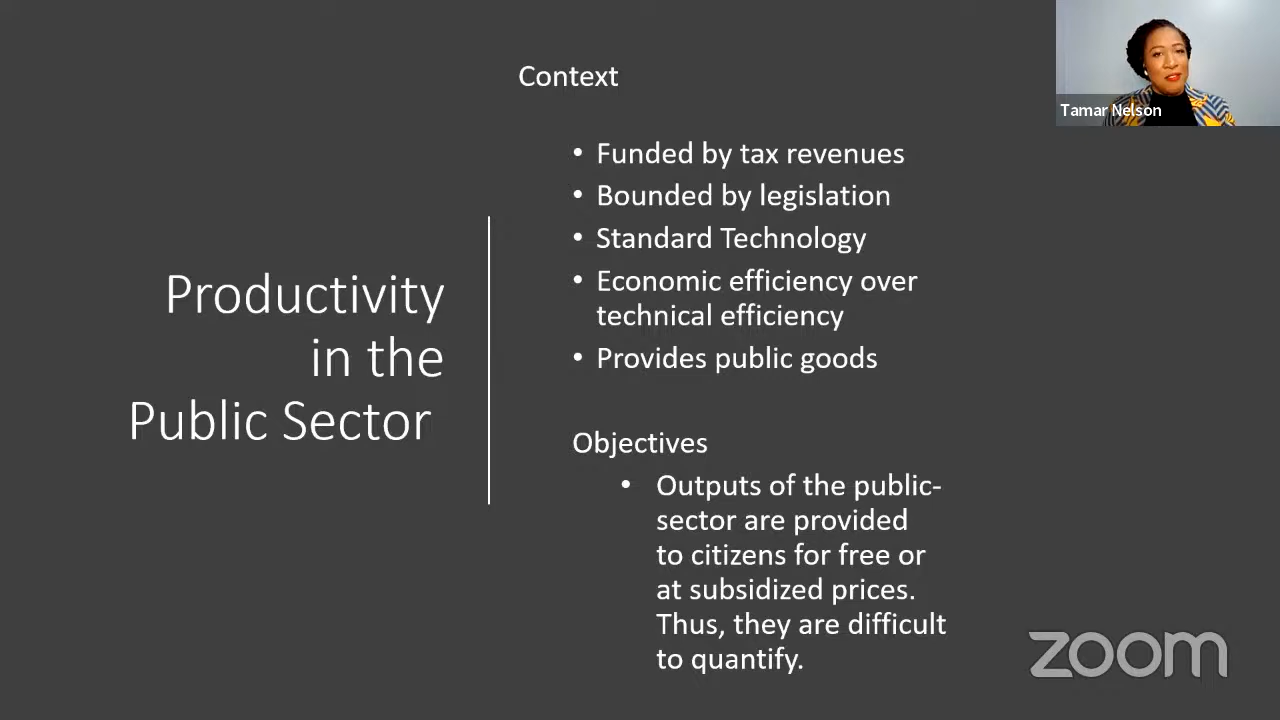 Productivity
in the
Public Sector
Context
• Funded by tax revenues
• Bounded by legislation
• Standard Technology
• Economic efficiency over
technical efficiency
• Provides public goods
Objectives
• Outputs of the public-
sector are provided
to citizens for free or
at subsidized prices.
Thus, they are difficult
to quantify.
Tamar Nelson
zoom